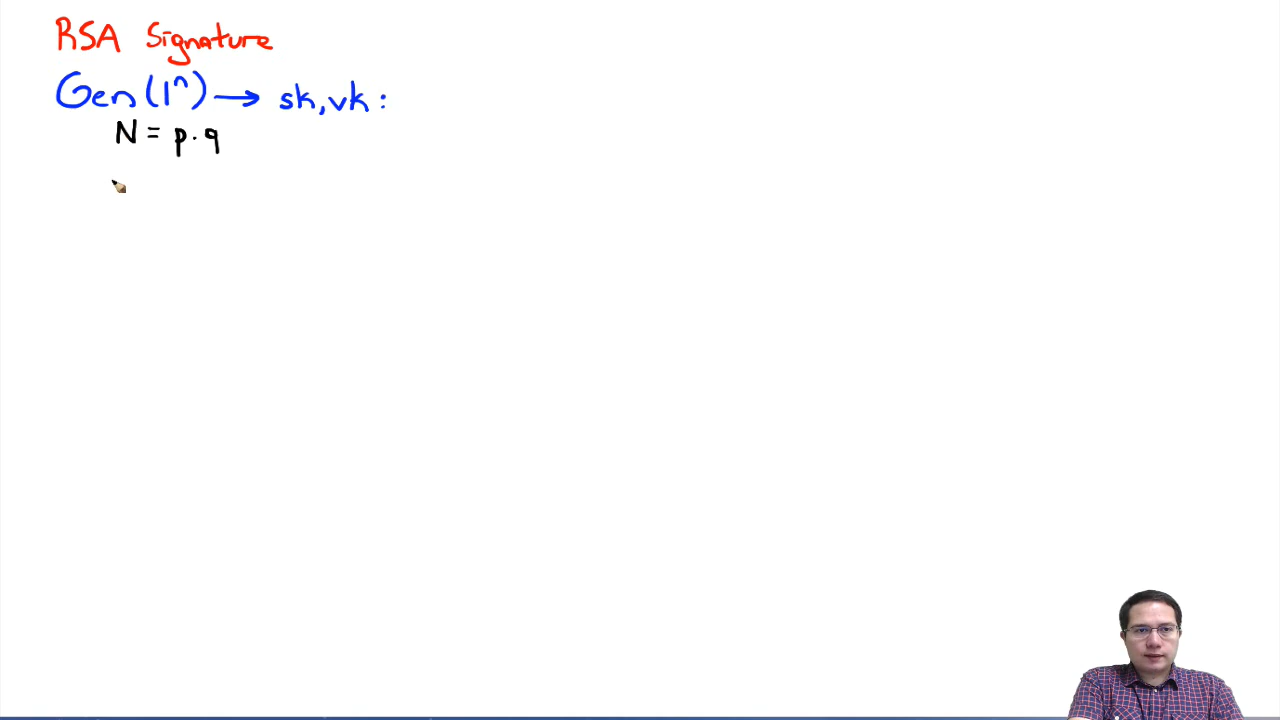 RSA Signature
Gen(1ⁿ) → sk, vk :
N = p · q